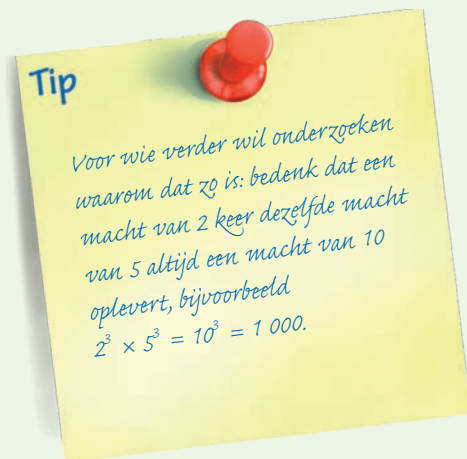 Tip
Voor wie verder wil onderzoeken
waarom dat zo is: bedenk dat een
macht van 2 keer dezelfde macht
van 5 altijd een macht van 10
oplevert, bijvoorbeeld
2³ × 5³ = 10³ = 1 000.